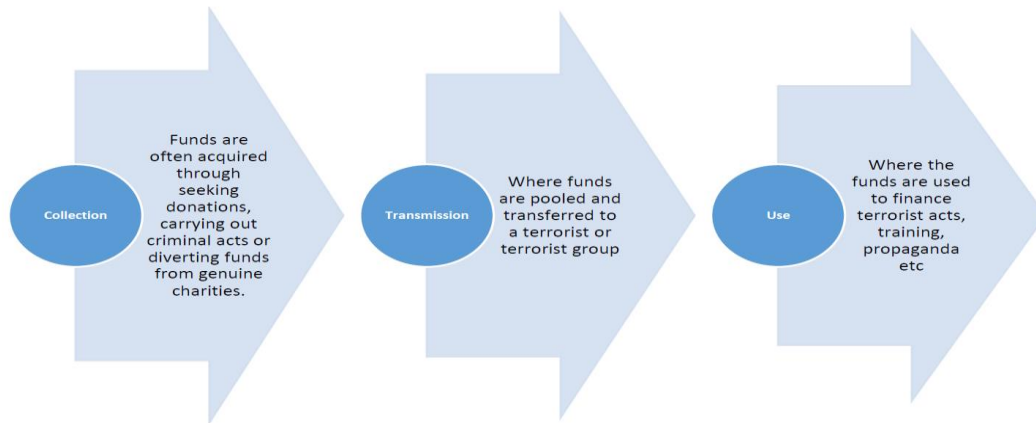 Collection
Funds are
often acquired
through
seeking
donations,
carrying out
criminal acts or
diverting funds
from genuine
charities.
Transmission
Where funds
are pooled and
transferred to
a terrorist or
terrorist group
Use
Where the
funds are used
to finance
terrorist acts,
training,
propaganda
etc